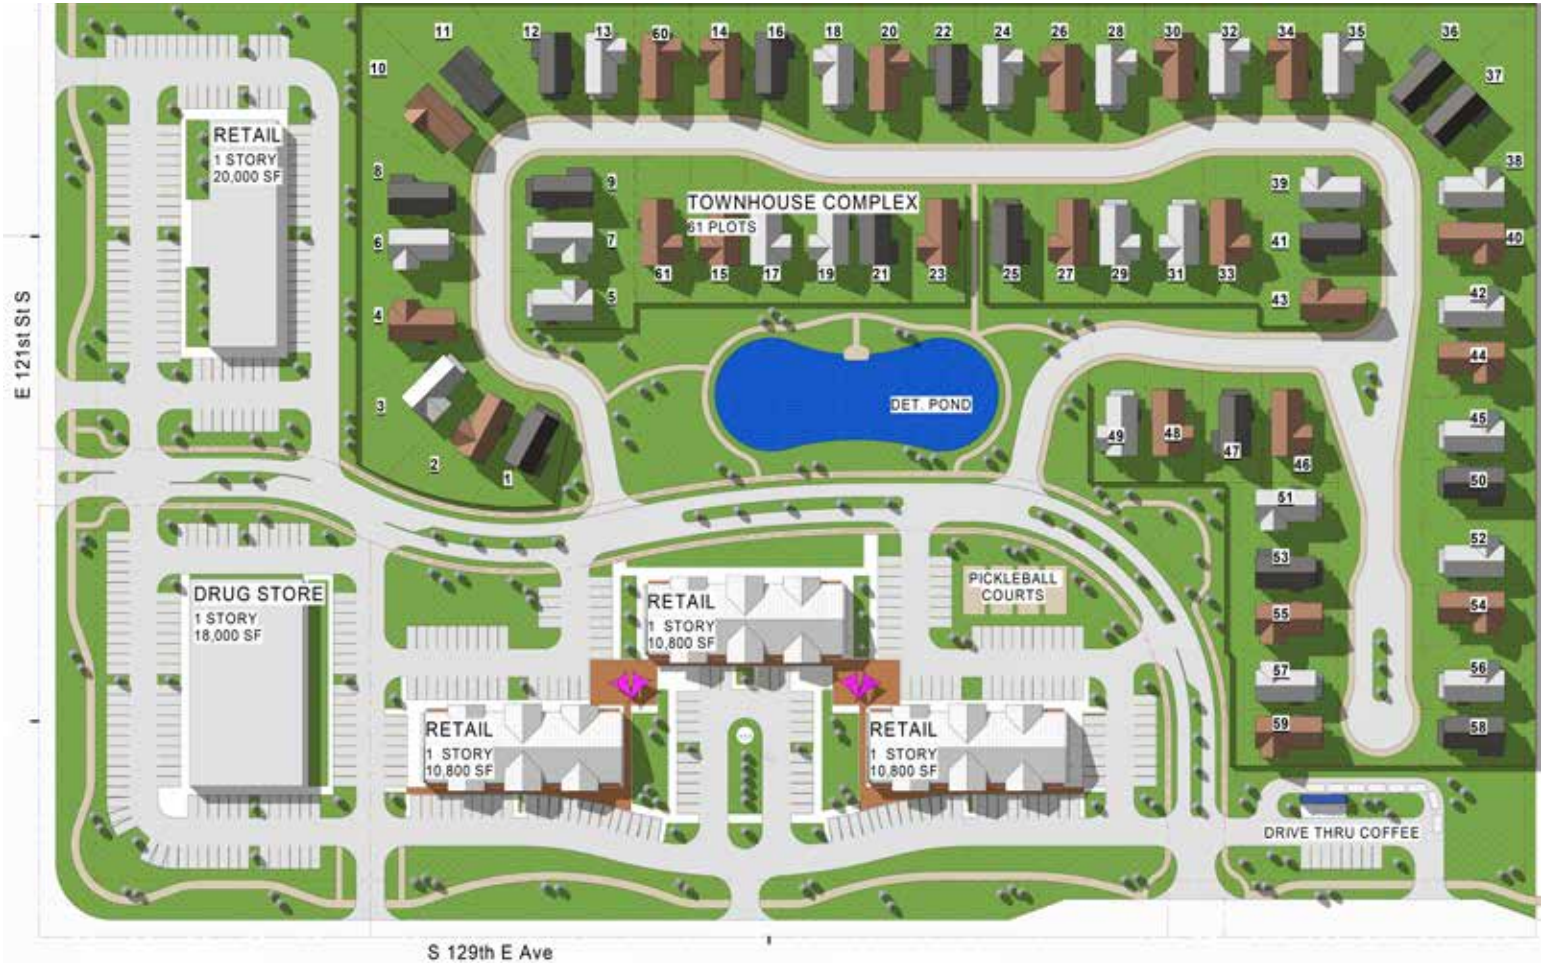 11
12
13
60
14
16
18
20
22
24
26
28
30
32
34
35
36
10
37
RETAIL
1 STORY
20,000 SF
8
9
TOWNHOUSE COMPLEX
61 PLOTS
39
38
6
7
41
40
61
15
17
19
21
23
25
27
29
31
33
E 121st St S
4
5
43
42
44
3
DET. POND
49
48
47
46
45
2
1
50
51
DRUG STORE
1 STORY
18,000 SF
RETAIL
1 STORY
10,800 SF
PICKLEBALL
COURTS
53
52
55
54
57
56
RETAIL
1 STORY
10,800 SF
RETAIL
1 STORY
10,800 SF
59
58
DRIVE THRU COFFEE
S 129th E Ave